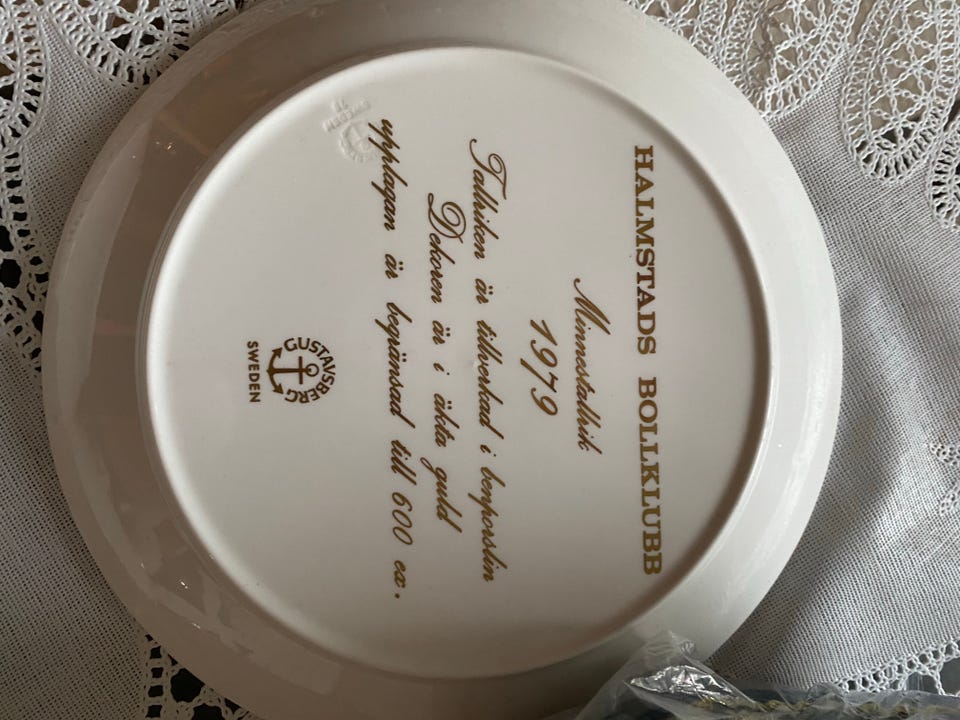 HALMSTADS BOLLKLUBB
Minnestallrik
1979
Tallriken är tillverkad i benporslin
Dekoren är i äkta guld
upplagan är begränsad till 600 ex.
GUSTAVSBERG
SWEDEN
SWEDEN